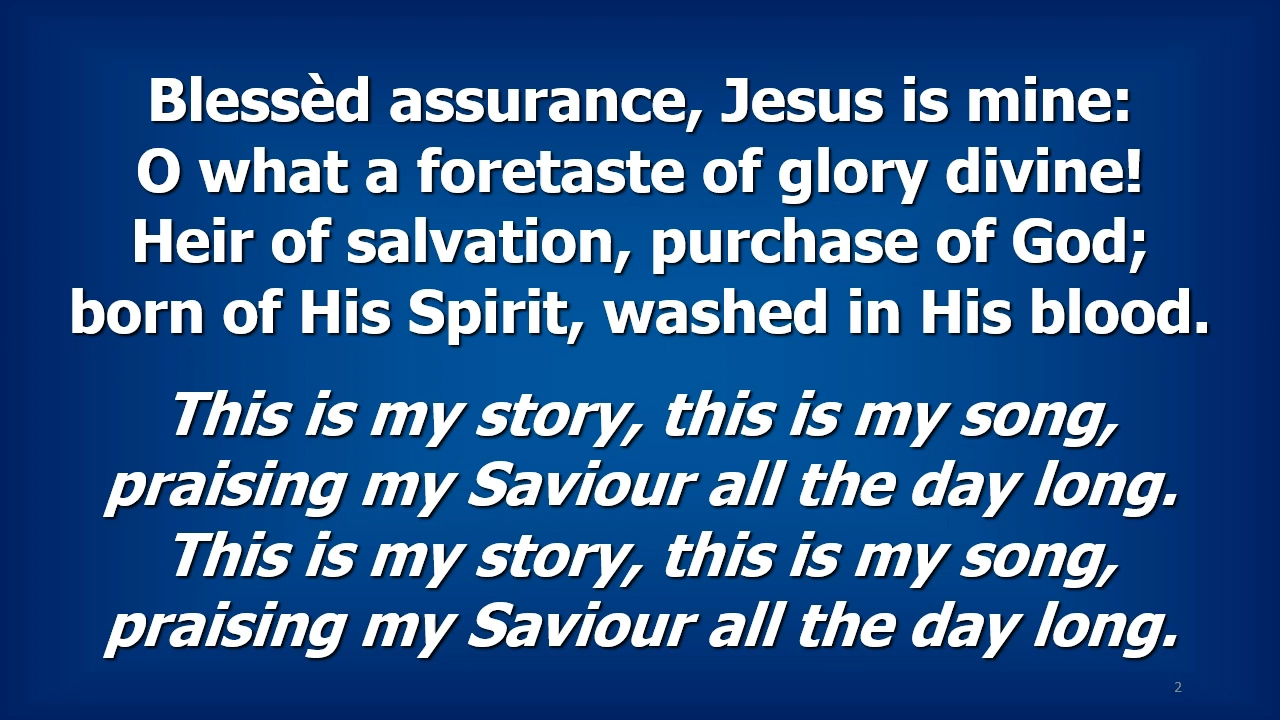 Blessèd assurance, Jesus is mine:
O what a foretaste of glory divine!
Heir of salvation, purchase of God;
born of His Spirit, washed in His blood.
This is my story, this is my song,
praising my Saviour all the day long.
This is my story, this is my song,
praising my Saviour all the day long.
2